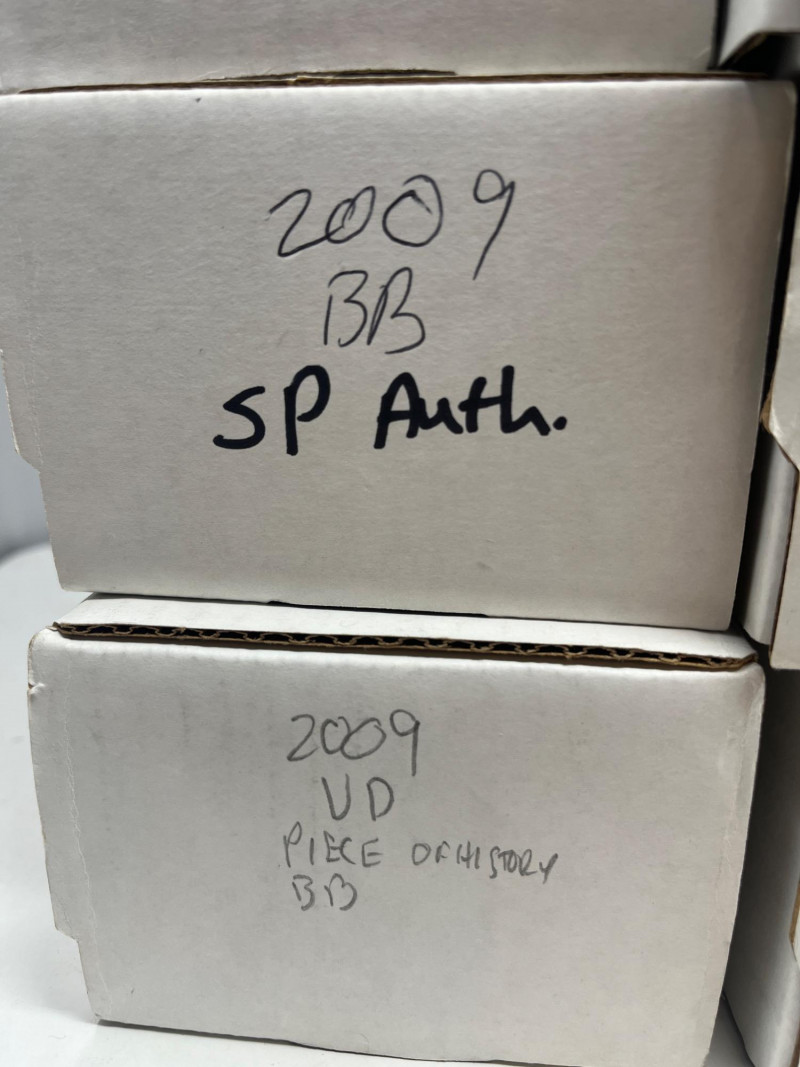 2009
BB
SP Auth.
2009
UD
PIECE OF HISTORY
BB